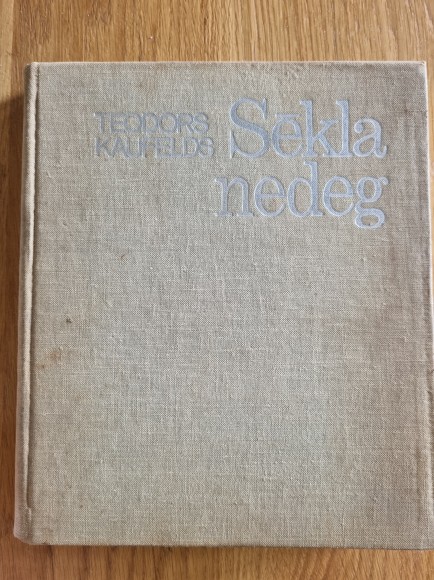 TEODORS
KAUFELDS
Sēkla
nedeg